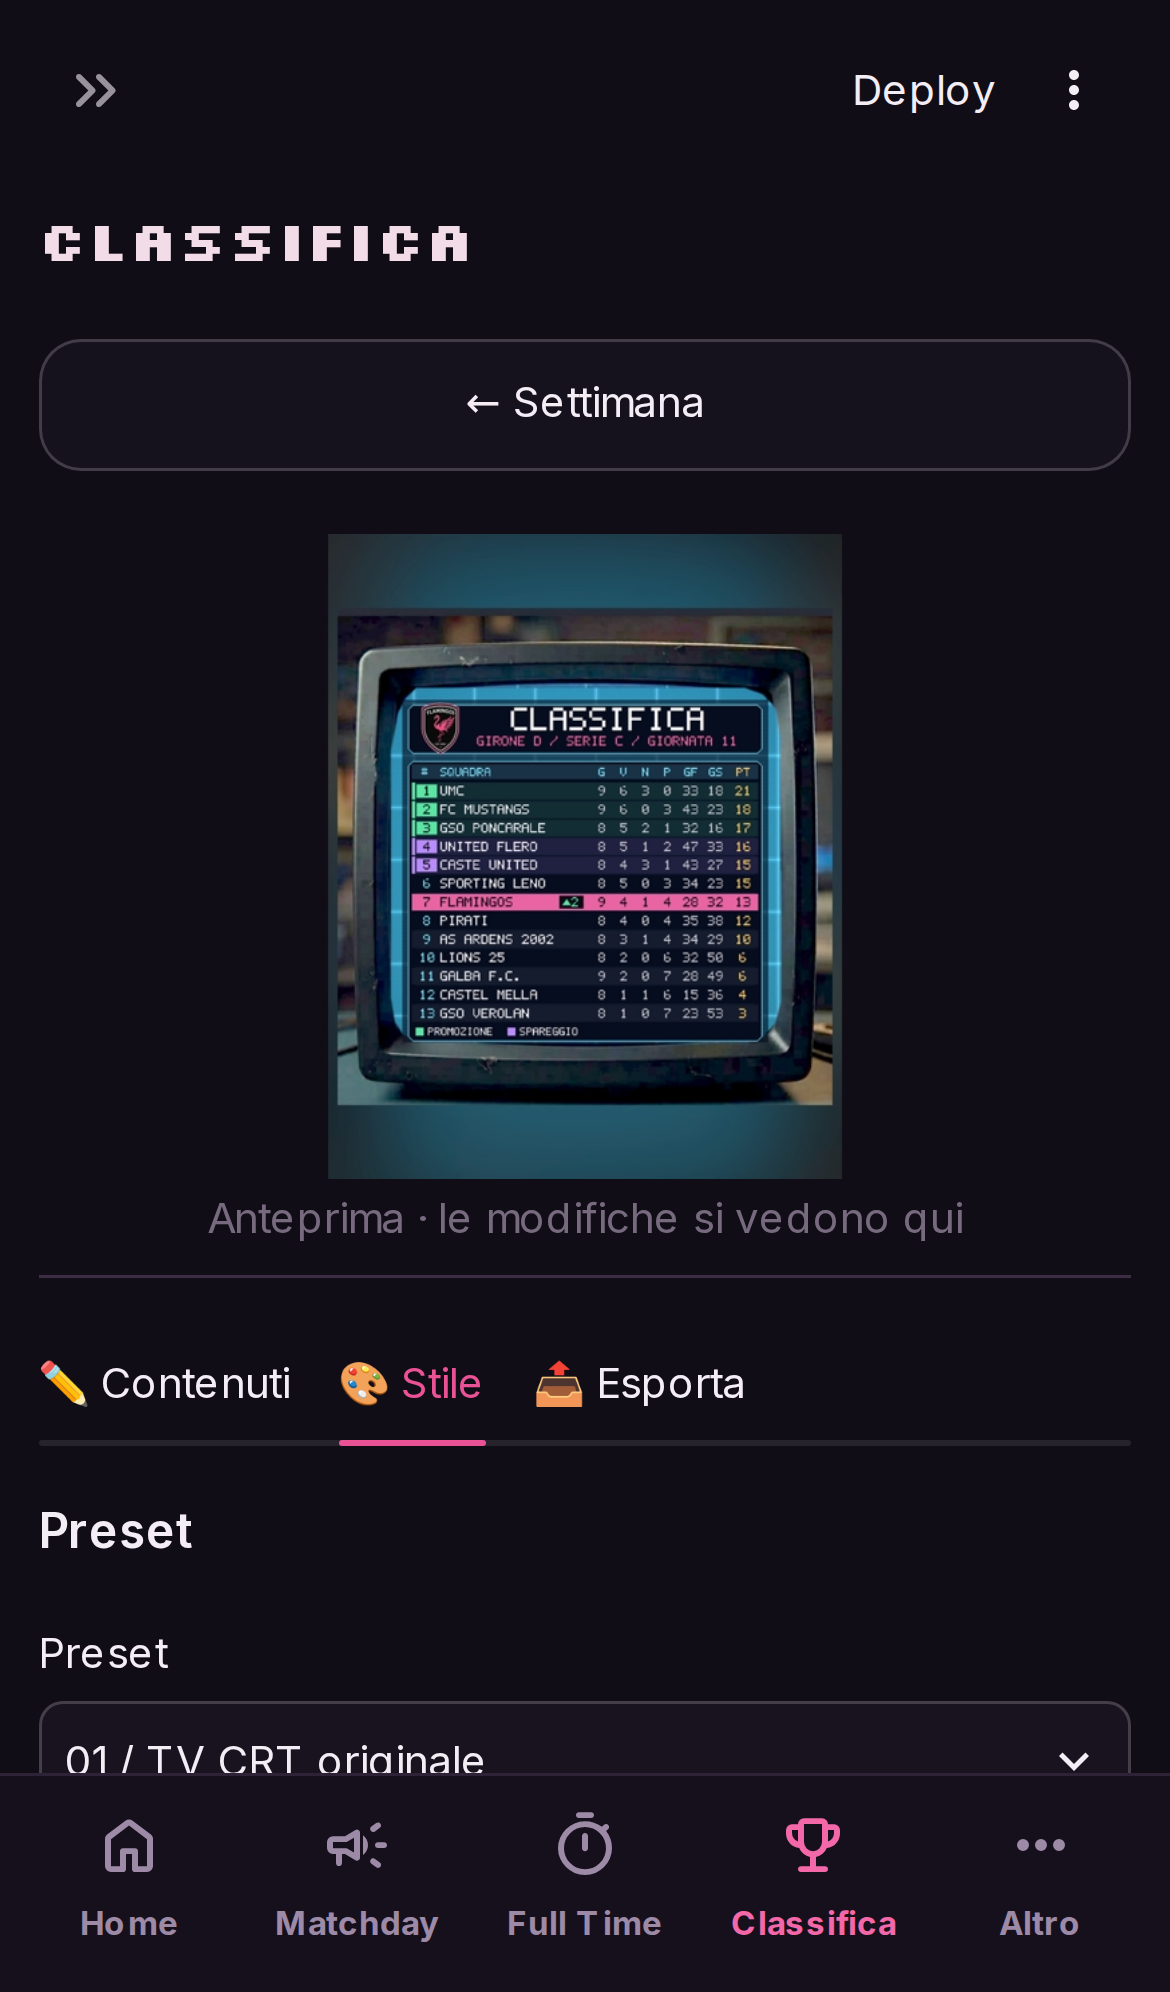 Deploy
CLASSIFICA
← Settimana
FLAMINGOS
CLASSIFICA
GIRONE D / SERIE C / GIORNATA 11
# SQUADRA G V N P GF GS PT
1 UMC 9 6 3 0 33 18 21
2 FC MUSTANGS 9 6 0 3 43 23 18
3 GSO PONCARALE 8 5 2 1 32 16 17
4 UNITED FLERO 8 5 1 2 47 33 16
5 CASTE UNITED 8 4 3 1 43 27 15
6 SPORTING LENO 8 5 0 3 34 23 15
7 FLAMINGOS ▲2 9 4 1 4 28 32 13
8 PIRATI 8 4 0 4 35 38 12
9 AS ARDENS 2002 8 3 1 4 34 29 10
10 LIONS 25 8 2 0 6 32 50 6
11 GALBA F.C. 9 2 0 7 28 49 6
12 CASTEL MELLA 8 1 1 6 15 36 4
13 GSO VEROLAN 8 1 0 7 23 53 3
PROMOZIONE SPAREGGIO
Anteprima · le modifiche si vedono qui
✏️ Contenuti 🎨 Stile 📤 Esporta
Preset
Preset
01 / TV CRT originale
Home Matchday Full Time Classifica Altro